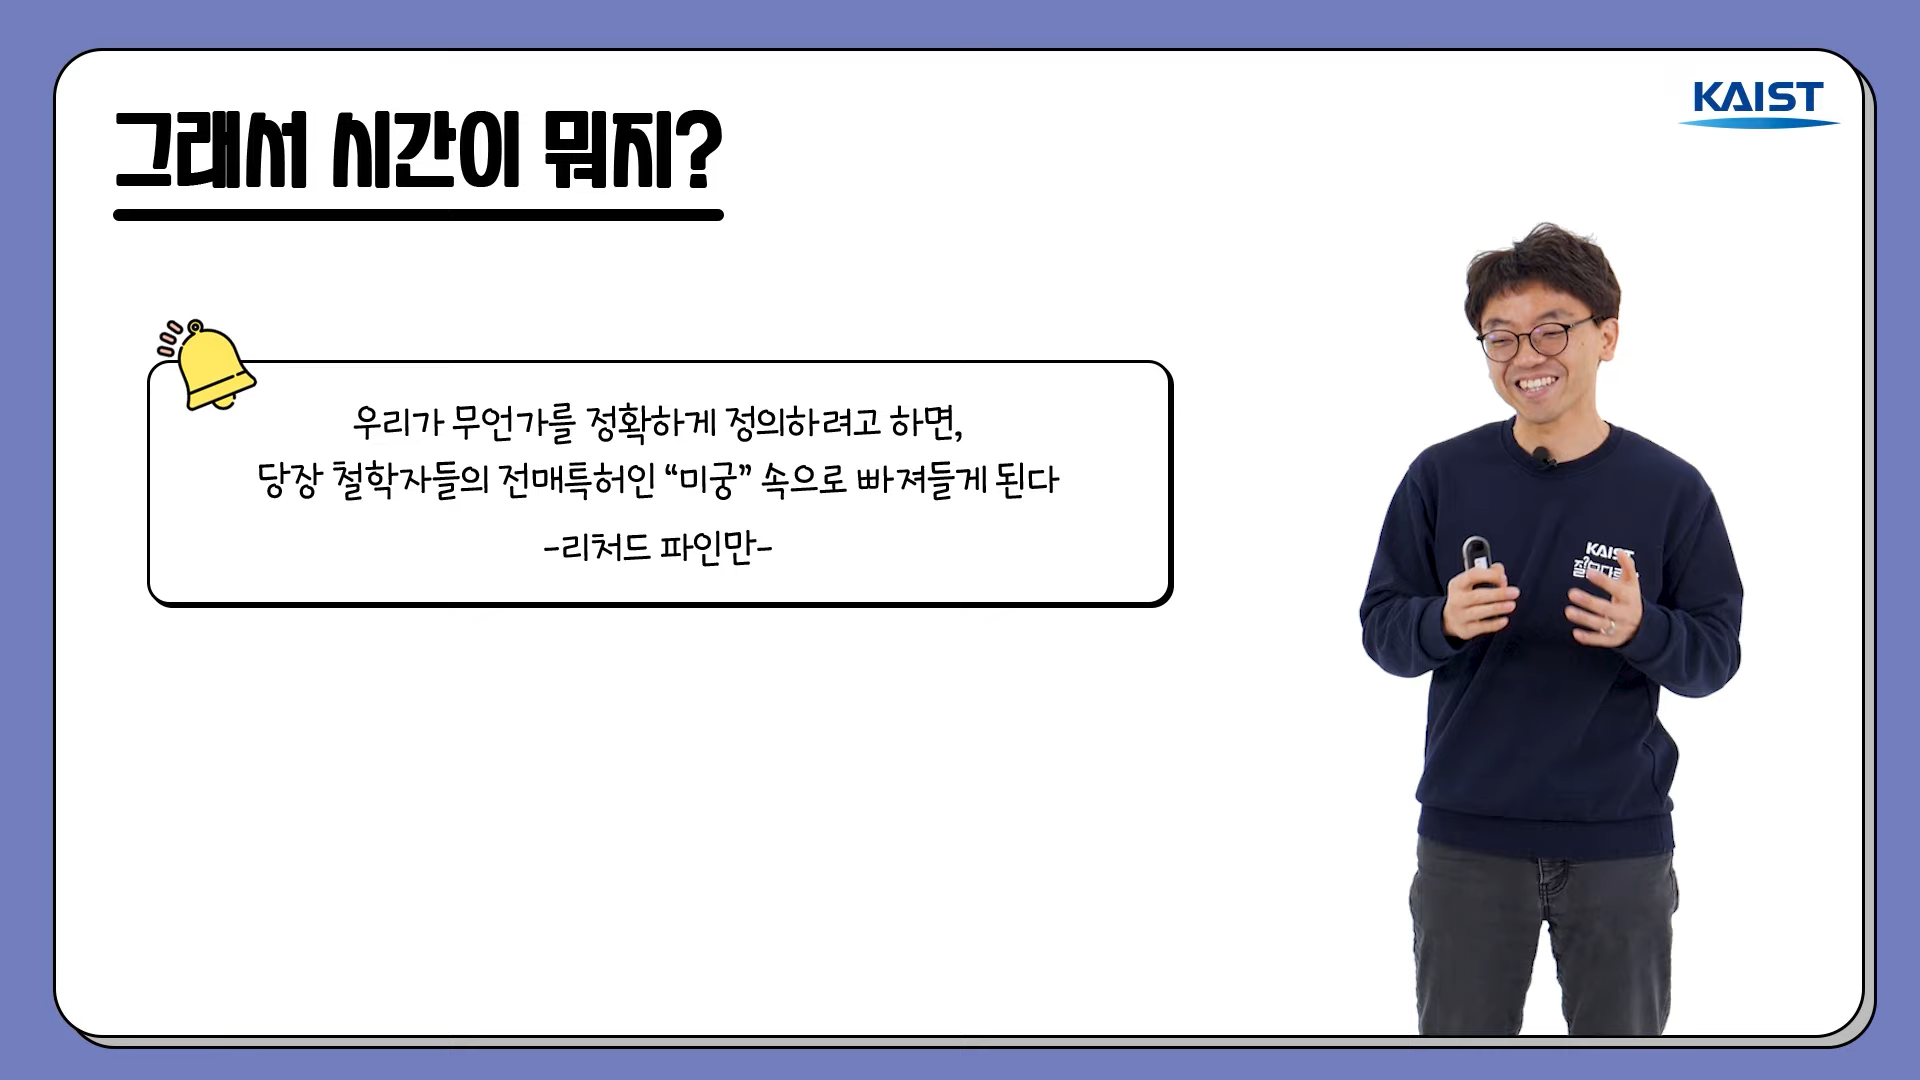 그래서 시간이 뭐지?
KAIST
우리가 무언가를 정확하게 정의하려고 하면,
당장 철학자들의 전매특허인 “미궁” 속으로 빠져들게 된다
-리처드 파인만-
KAIST